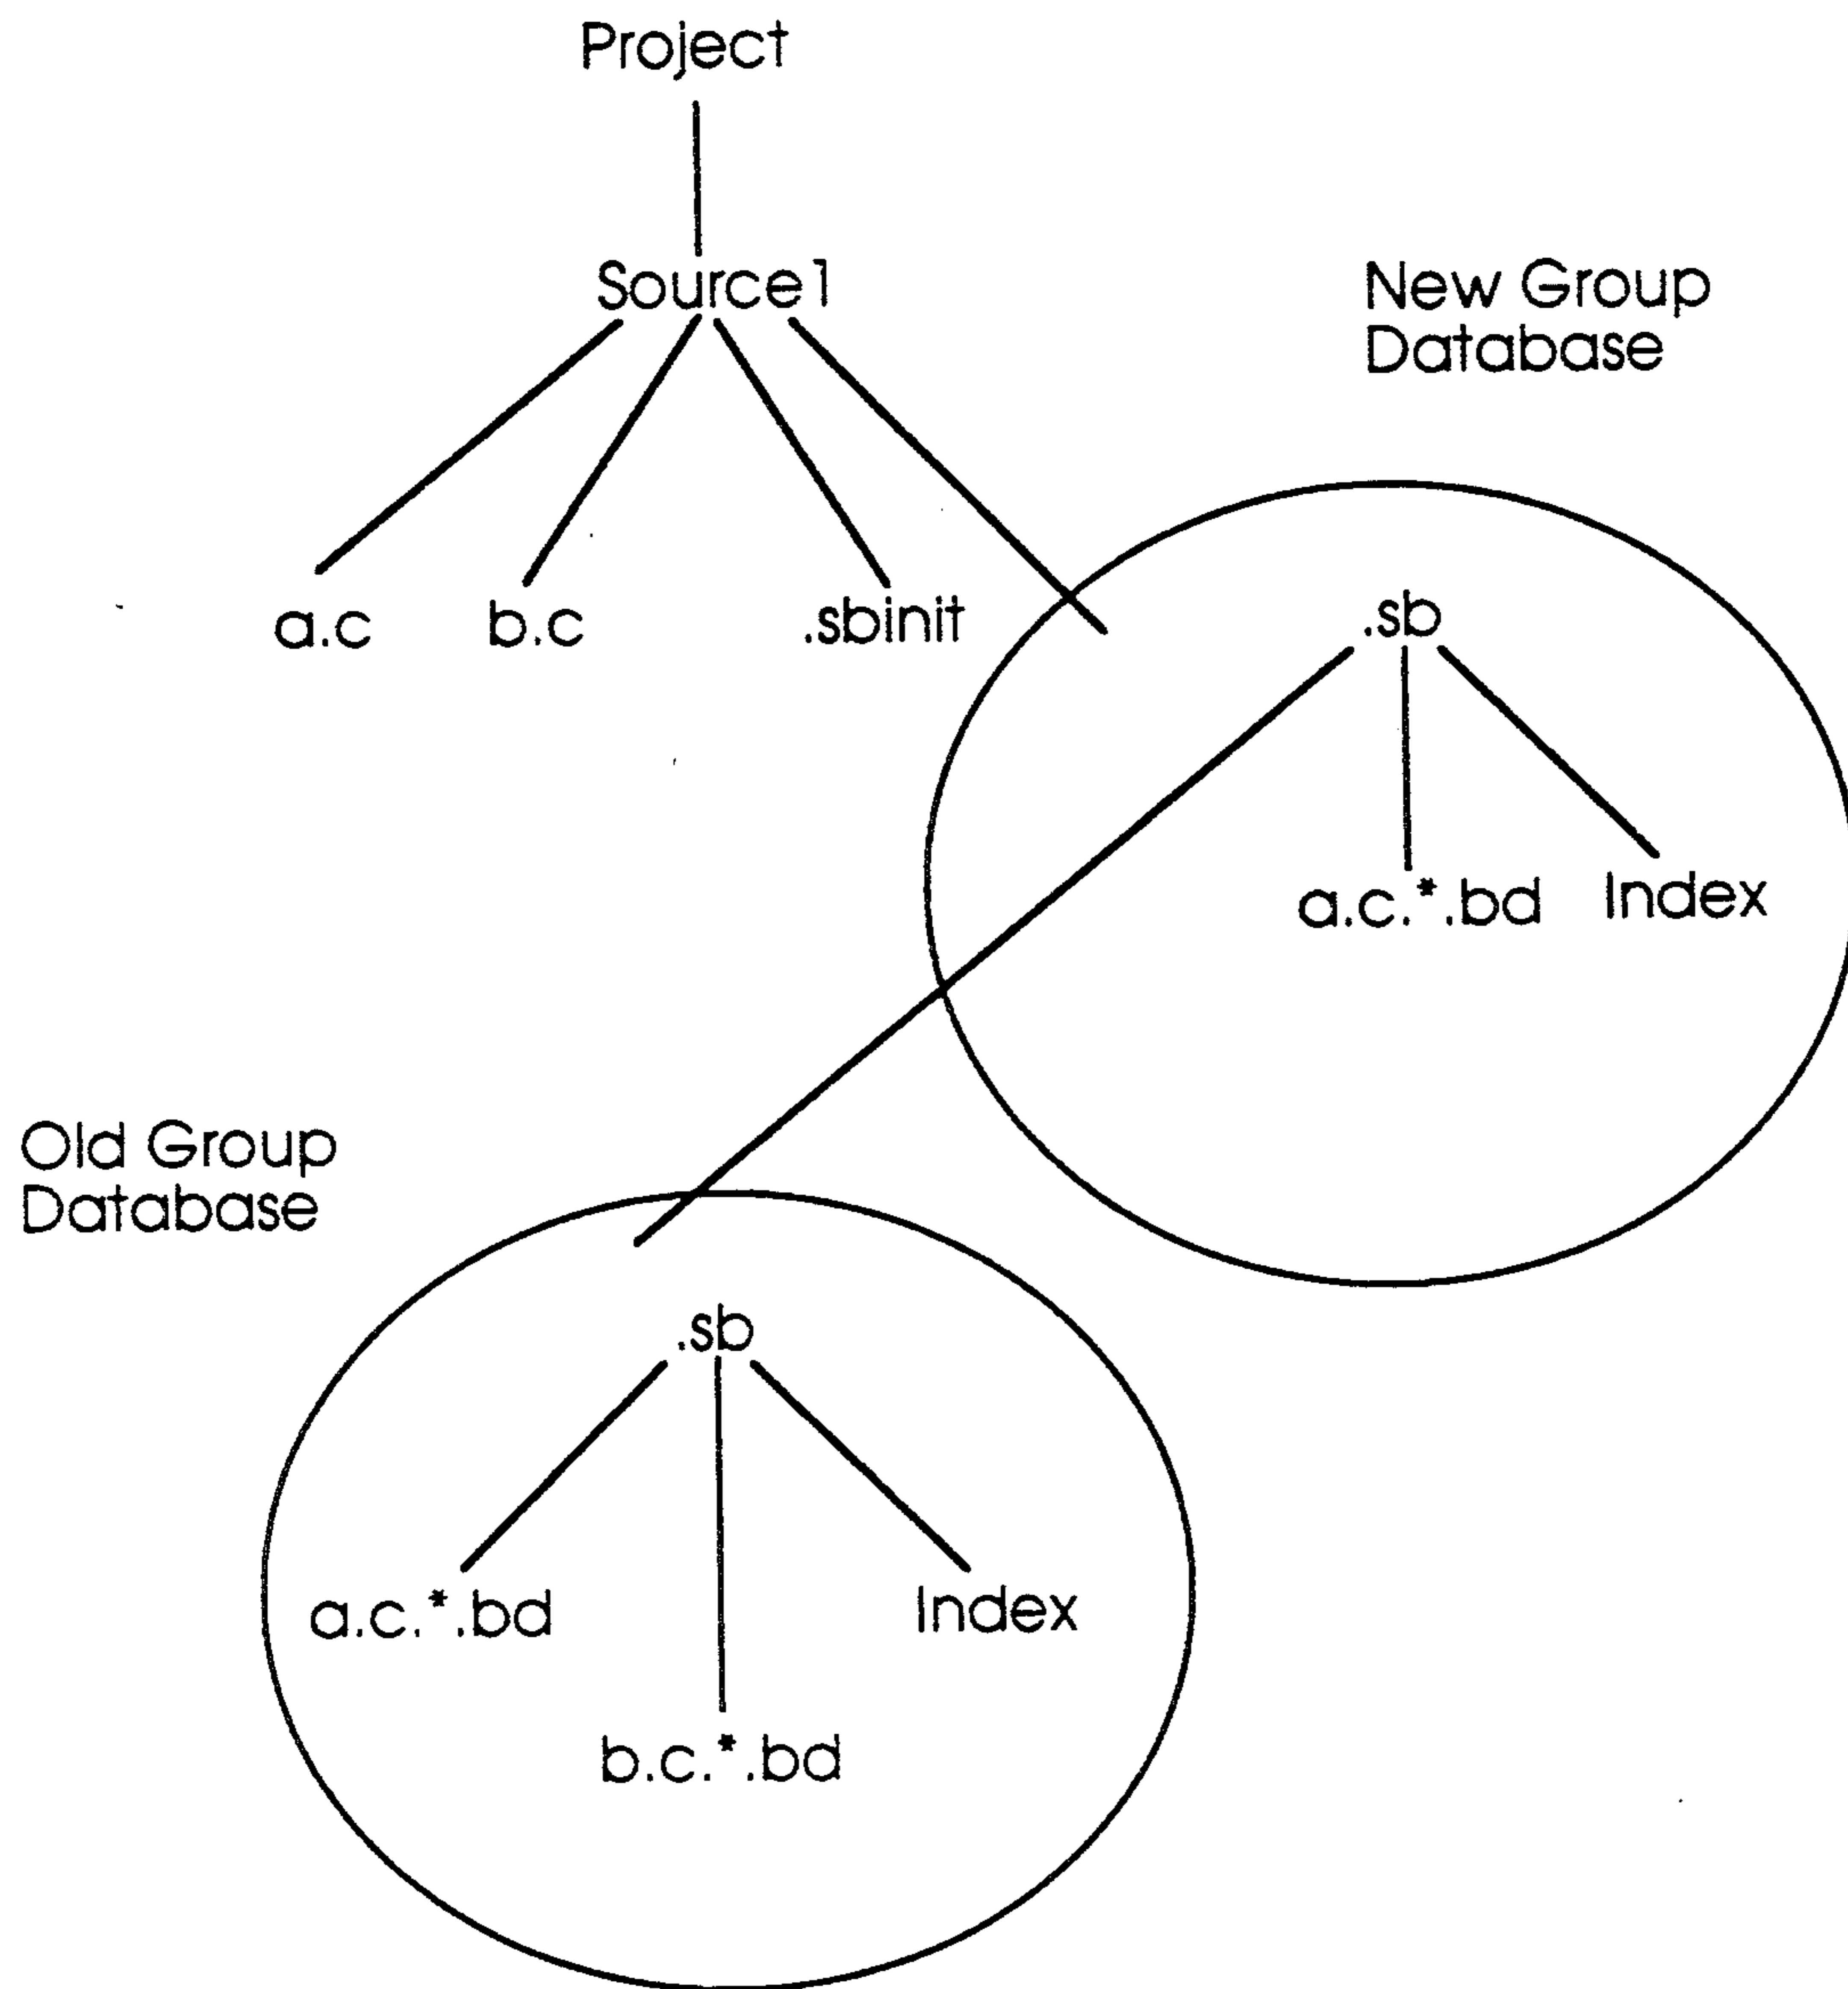 Project
Source1
New Group
Database
a.c
b.c
.sbinit
.sb
a.c.*.bd
Index
Old Group
Database
.sb
a.c.*.bd
Index
b.c.*.bd